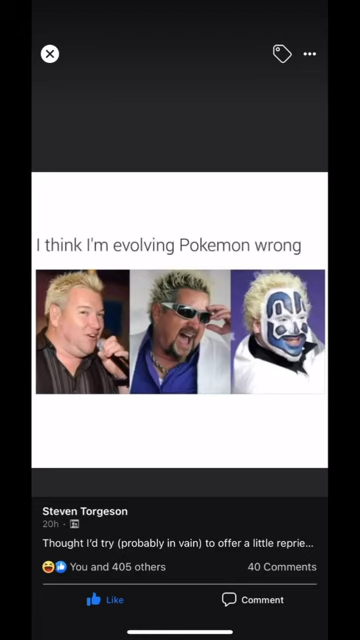 I think I'm evolving Pokemon wrong
Steven Torgeson
20h ·
Thought I'd try (probably in vain) to offer a little reprie...
You and 405 others
40 Comments
Like
Comment